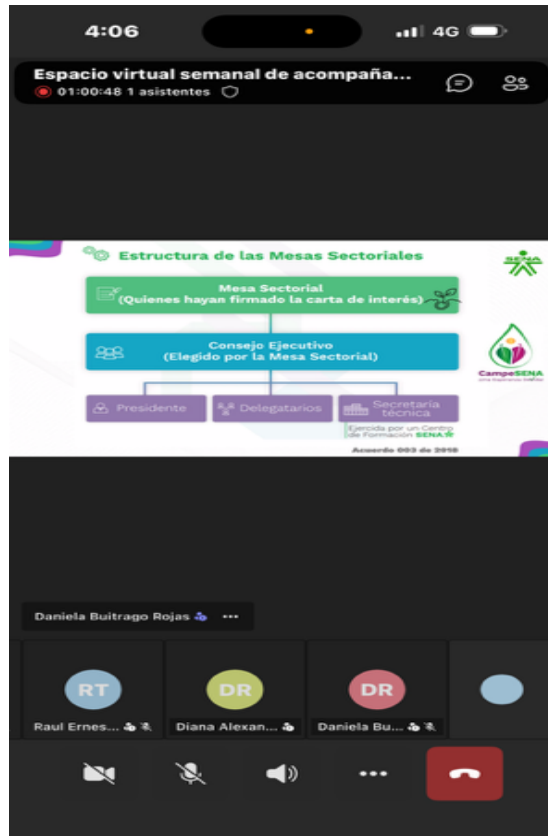 4:06
4G
Espacio virtual semanal de acompaña...
01:00:48 1 asistentes
Estructura de las Mesas Sectoriales
SENA
Mesa Sectorial
(Quienes hayan firmado la carta de interés)
Consejo Ejecutivo
(Elegido por la Mesa Sectorial)
CampeSENA
Presidente
Delegatarios
Secretaria
técnica
Ejercida por un Centro
de Formación SENA
Acuerdo 003 de 2018
Daniela Buitrago Rojas ...
RT
DR
DR
Raul Ernes...
Diana Alexan...
Daniela Bu...